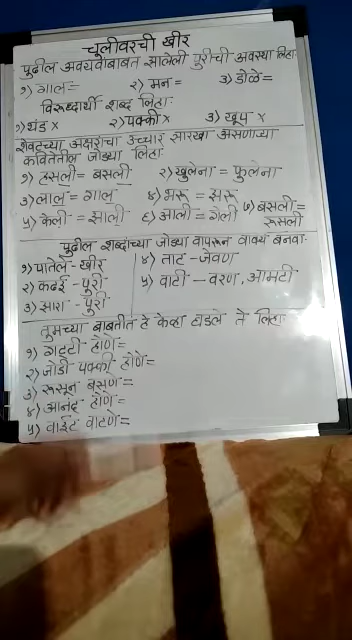 चूलीवरची खीर
पुढील अवयवांबाबत झालेली पुरीची अवस्था लिहा.
१) गाल= २) मन= ३) डोळे=
विरूध्दार्थी शब्द लिहा.
१) थंड x २) पक्की x ३) खूप x
शेवटच्या अक्षराचा उच्चार सारखा असणाऱ्या
कवितेतील जोड्या लिहा.
१) हसली = बसली २) खुलेना = फुलेना
३) लाल = गाल ४) भरू = सरू ७) बसली =
५) केली = झाली ६) आली = गेली रूसली
पुढील शब्दांच्या जोड्या वापरून वाक्य बनवा.
१) पातेले - खीर ४) ताट - जेवण
२) कढई - पुरी ५) वाटी - वरण, आमटी
३) झारा - पुरी
तुमच्या बाबतीत हे केव्हा घडले ते लिहा.
१) गट्टी होणे=
२) जोडी पक्की होणे=
३) रूसून बसणे=
४) आनंद होणे=
५) वाईट वाटणे=